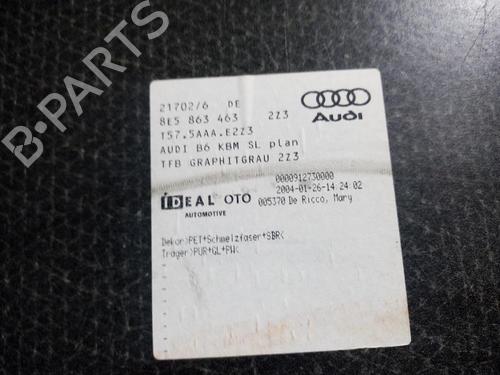 21702/6 DE
8E5 863 463 2Z3
T57.5AAA.E2Z3
AUDI B6 KBM SL plan
TFB GRAPHITGRAU 2Z3
Audi
IDEAL OTO
AUTOMOTIVE
0000912730000
2004-01-26-14 24:02
005370 De Ricco, Mary
Dekor>PET+Schmelzfaser+SBR<
Träger>PUR+GL+PW<
B-PARTS